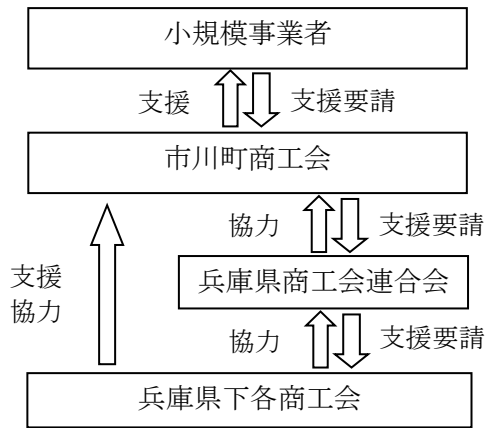 小規模事業者
支援
支援要請
市川町商工会
協力
支援要請
支援
協力
兵庫県商工会連合会
協力
支援要請
兵庫県下各商工会